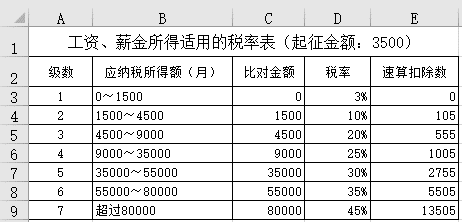 A B C D E
1 工资、薪金所得适用的税率表（起征金额：3500）
2 级数 应纳税所得额（月） 比对金额 税率 速算扣除数
3 1 0～1500 0 3% 0
4 2 1500～4500 1500 10% 105
5 3 4500～9000 4500 20% 555
6 4 9000～35000 9000 25% 1005
7 5 35000～55000 35000 30% 2755
8 6 55000～80000 55000 35% 5505
9 7 超过80000 80000 45% 13505